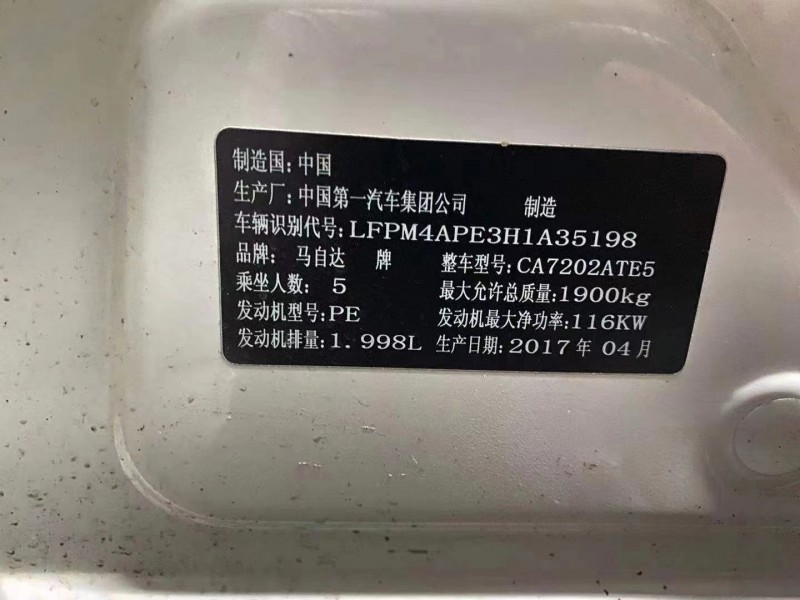 制造国：中国
生产厂：中国第一汽车集团公司 制造
车辆识别代号：LFPM4APE3H1A35198
品牌：马自达 牌 整车型号：CA7202ATE5
乘坐人数：5 最大允许总质量：1900kg
发动机型号：PE 发动机最大净功率：116KW
发动机排量：1.998L 生产日期：2017年 04月